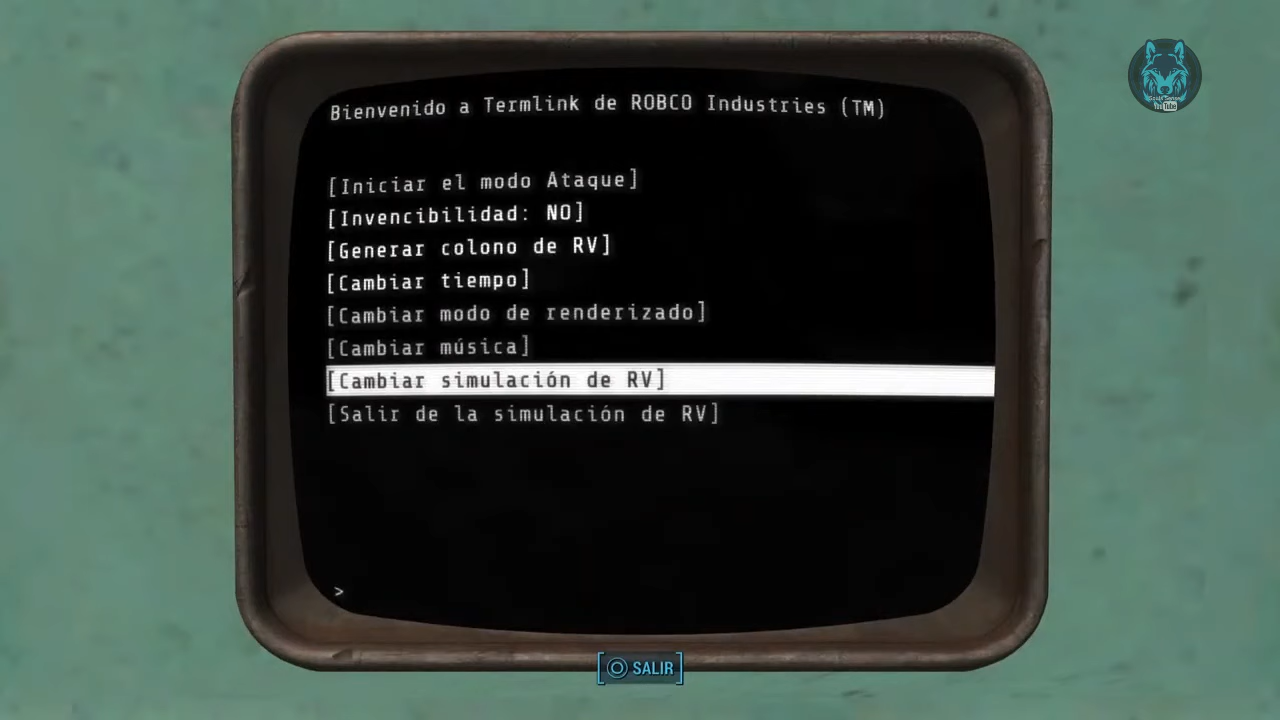 Bienvenido a Termlink de ROBCO Industries (TM)
[Iniciar el modo Ataque]
[Invencibilidad: NO]
[Generar colono de RV]
[Cambiar tiempo]
[Cambiar modo de renderizado]
[Cambiar música]
[Cambiar simulación de RV]
[Salir de la simulación de RV]
>
SALIR
YouTube